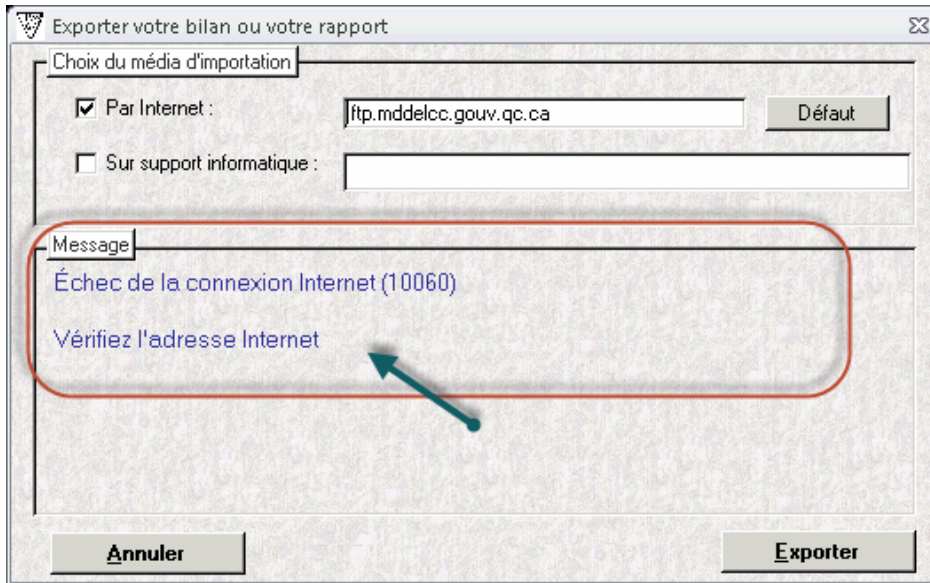 Exporter votre bilan ou votre rapport
Choix du média d'importation
Par Internet :
ftp.mddelcc.gouv.qc.ca
Défaut
Sur support informatique :
Message
Échec de la connexion Internet (10060)
Vérifiez l'adresse Internet
Annuler
Exporter